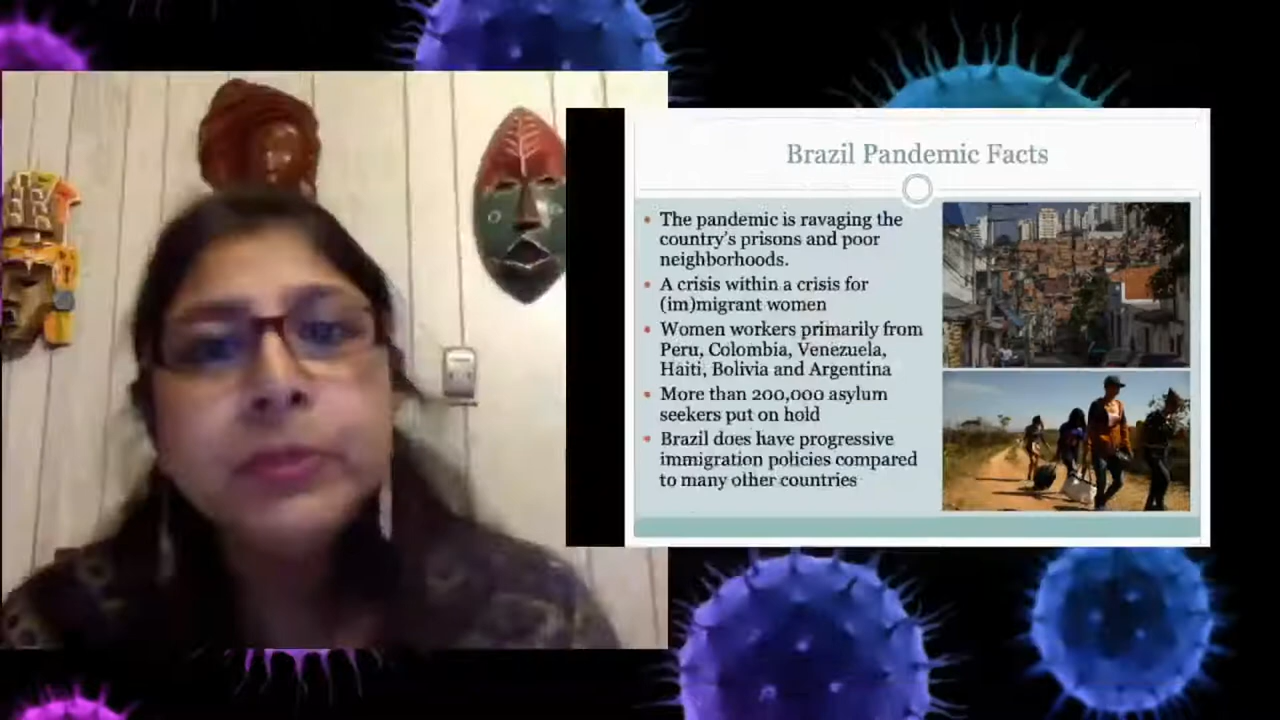 Brazil Pandemic Facts
The pandemic is ravaging the
country's prisons and poor
neighborhoods.
A crisis within a crisis for
(im)migrant women
Women workers primarily from
Peru, Colombia, Venezuela,
Haiti, Bolivia and Argentina
More than 200,000 asylum
seekers put on hold
Brazil does have progressive
immigration policies compared
to many other countries